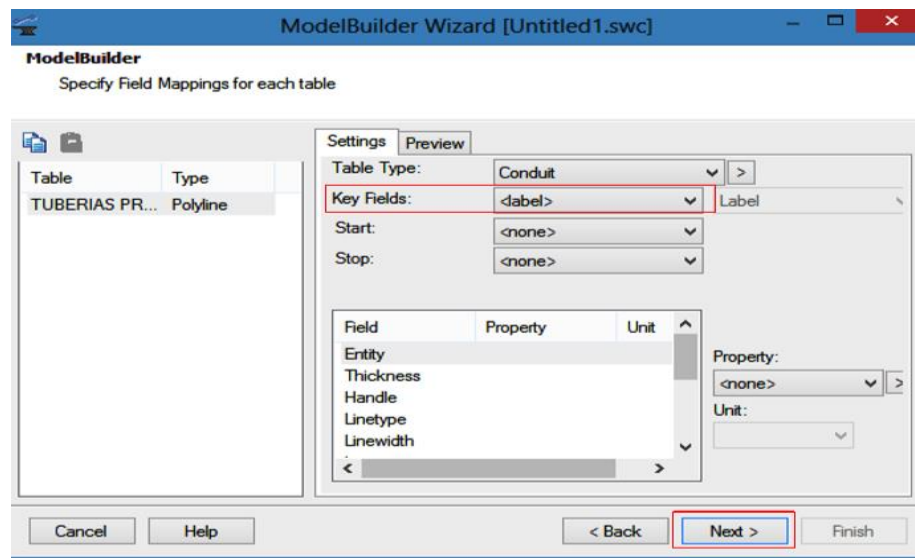 ModelBuilder Wizard [Untitled1.swc]
ModelBuilder
Specify Field Mappings for each table
Settings Preview
Table Type: Conduit >
Table Type
Key Fields: <label> Label
TUBERIAS PR... Polyline
Start: <none>
Stop: <none>
Field Property Unit
Entity
Property:
Thickness
<none> >
Handle
Unit:
Linetype
Linewidth
Cancel Help < Back Next > Finish